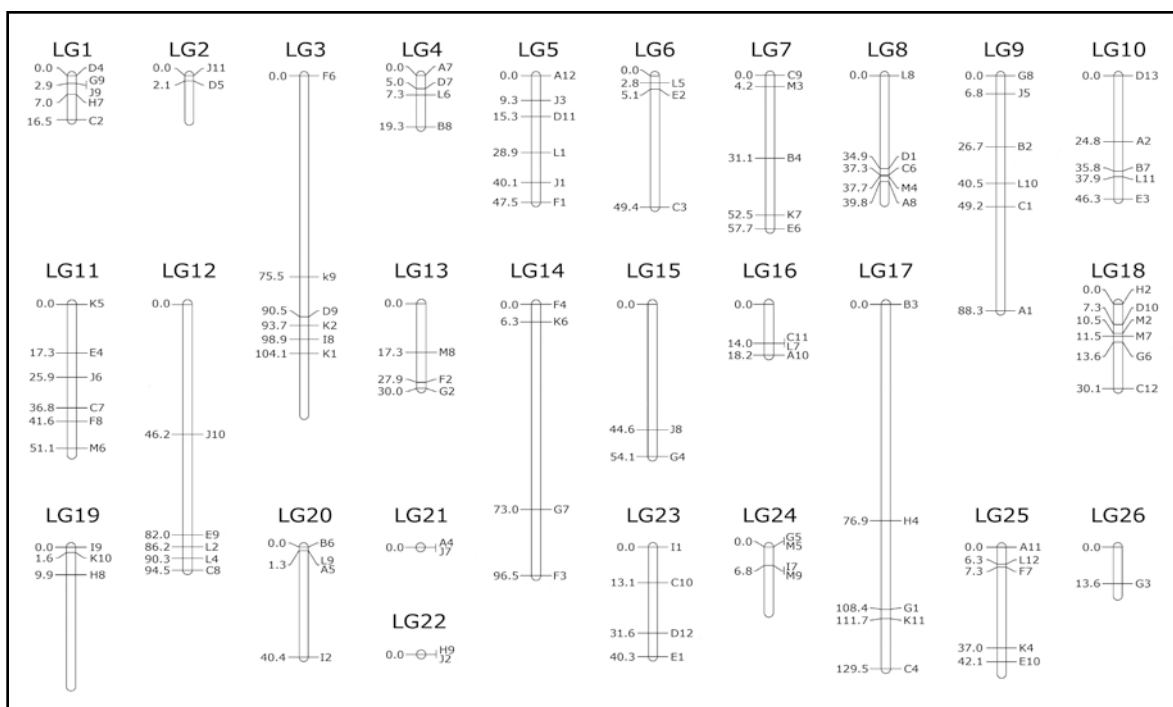 LG1
0.0 D4
2.9 G9
J9
7.0 H7
16.5 C2
LG2
0.0 J11
2.1 D5
LG3
0.0 F6
75.5 k9
90.5 D9
93.7 K2
98.9 I8
104.1 K1
LG4
0.0 A7
5.0 D7
7.3 L6
19.3 B8
LG5
0.0 A12
9.3 J3
15.3 D11
28.9 L1
40.1 J1
47.5 F1
LG6
0.0
2.8 L5
5.1 E2
49.4 C3
LG7
0.0 C9
4.2 M3
31.1 B4
52.5 K7
57.7 E6
LG8
0.0 L8
34.9 D1
37.3 C6
37.7 M4
39.8 A8
LG9
0.0 G8
6.8 J5
26.7 B2
40.5 L10
49.2 C1
88.3 A1
LG10
0.0 D13
24.8 A2
35.8 B7
37.9 L11
46.3 E3
LG11
0.0 K5
17.3 E4
25.9 J6
36.8 C7
41.6 F8
51.1 M6
LG12
0.0
46.2 J10
82.0 E9
86.2 L2
90.3 L4
94.5 C8
LG13
0.0
17.3 M8
27.9 F2
30.0 G2
LG14
0.0 F4
6.3 K6
73.0 G7
96.5 F3
LG15
0.0
44.6 J8
54.1 G4
LG16
0.0
14.0 C11
L7
18.2 A10
LG17
0.0 B3
76.9 H4
108.4 G1
111.7 K11
129.5 C4
LG18
0.0 H2
7.3 D10
10.5 M2
11.5 M7
13.6 G6
30.1 C12
LG19
0.0 I9
1.6 K10
9.9 H8
LG20
0.0 B6
1.3 L9
A5
40.4 I2
LG21
0.0 A4
J7
LG22
0.0 H9
J2
LG23
0.0 I1
13.1 C10
31.6 D12
40.3 E1
LG24
0.0 G5
M5
6.8 I7
M9
LG25
0.0 A11
6.3 L12
7.3 F7
37.0 K4
42.1 E10
LG26
0.0
13.6 G3